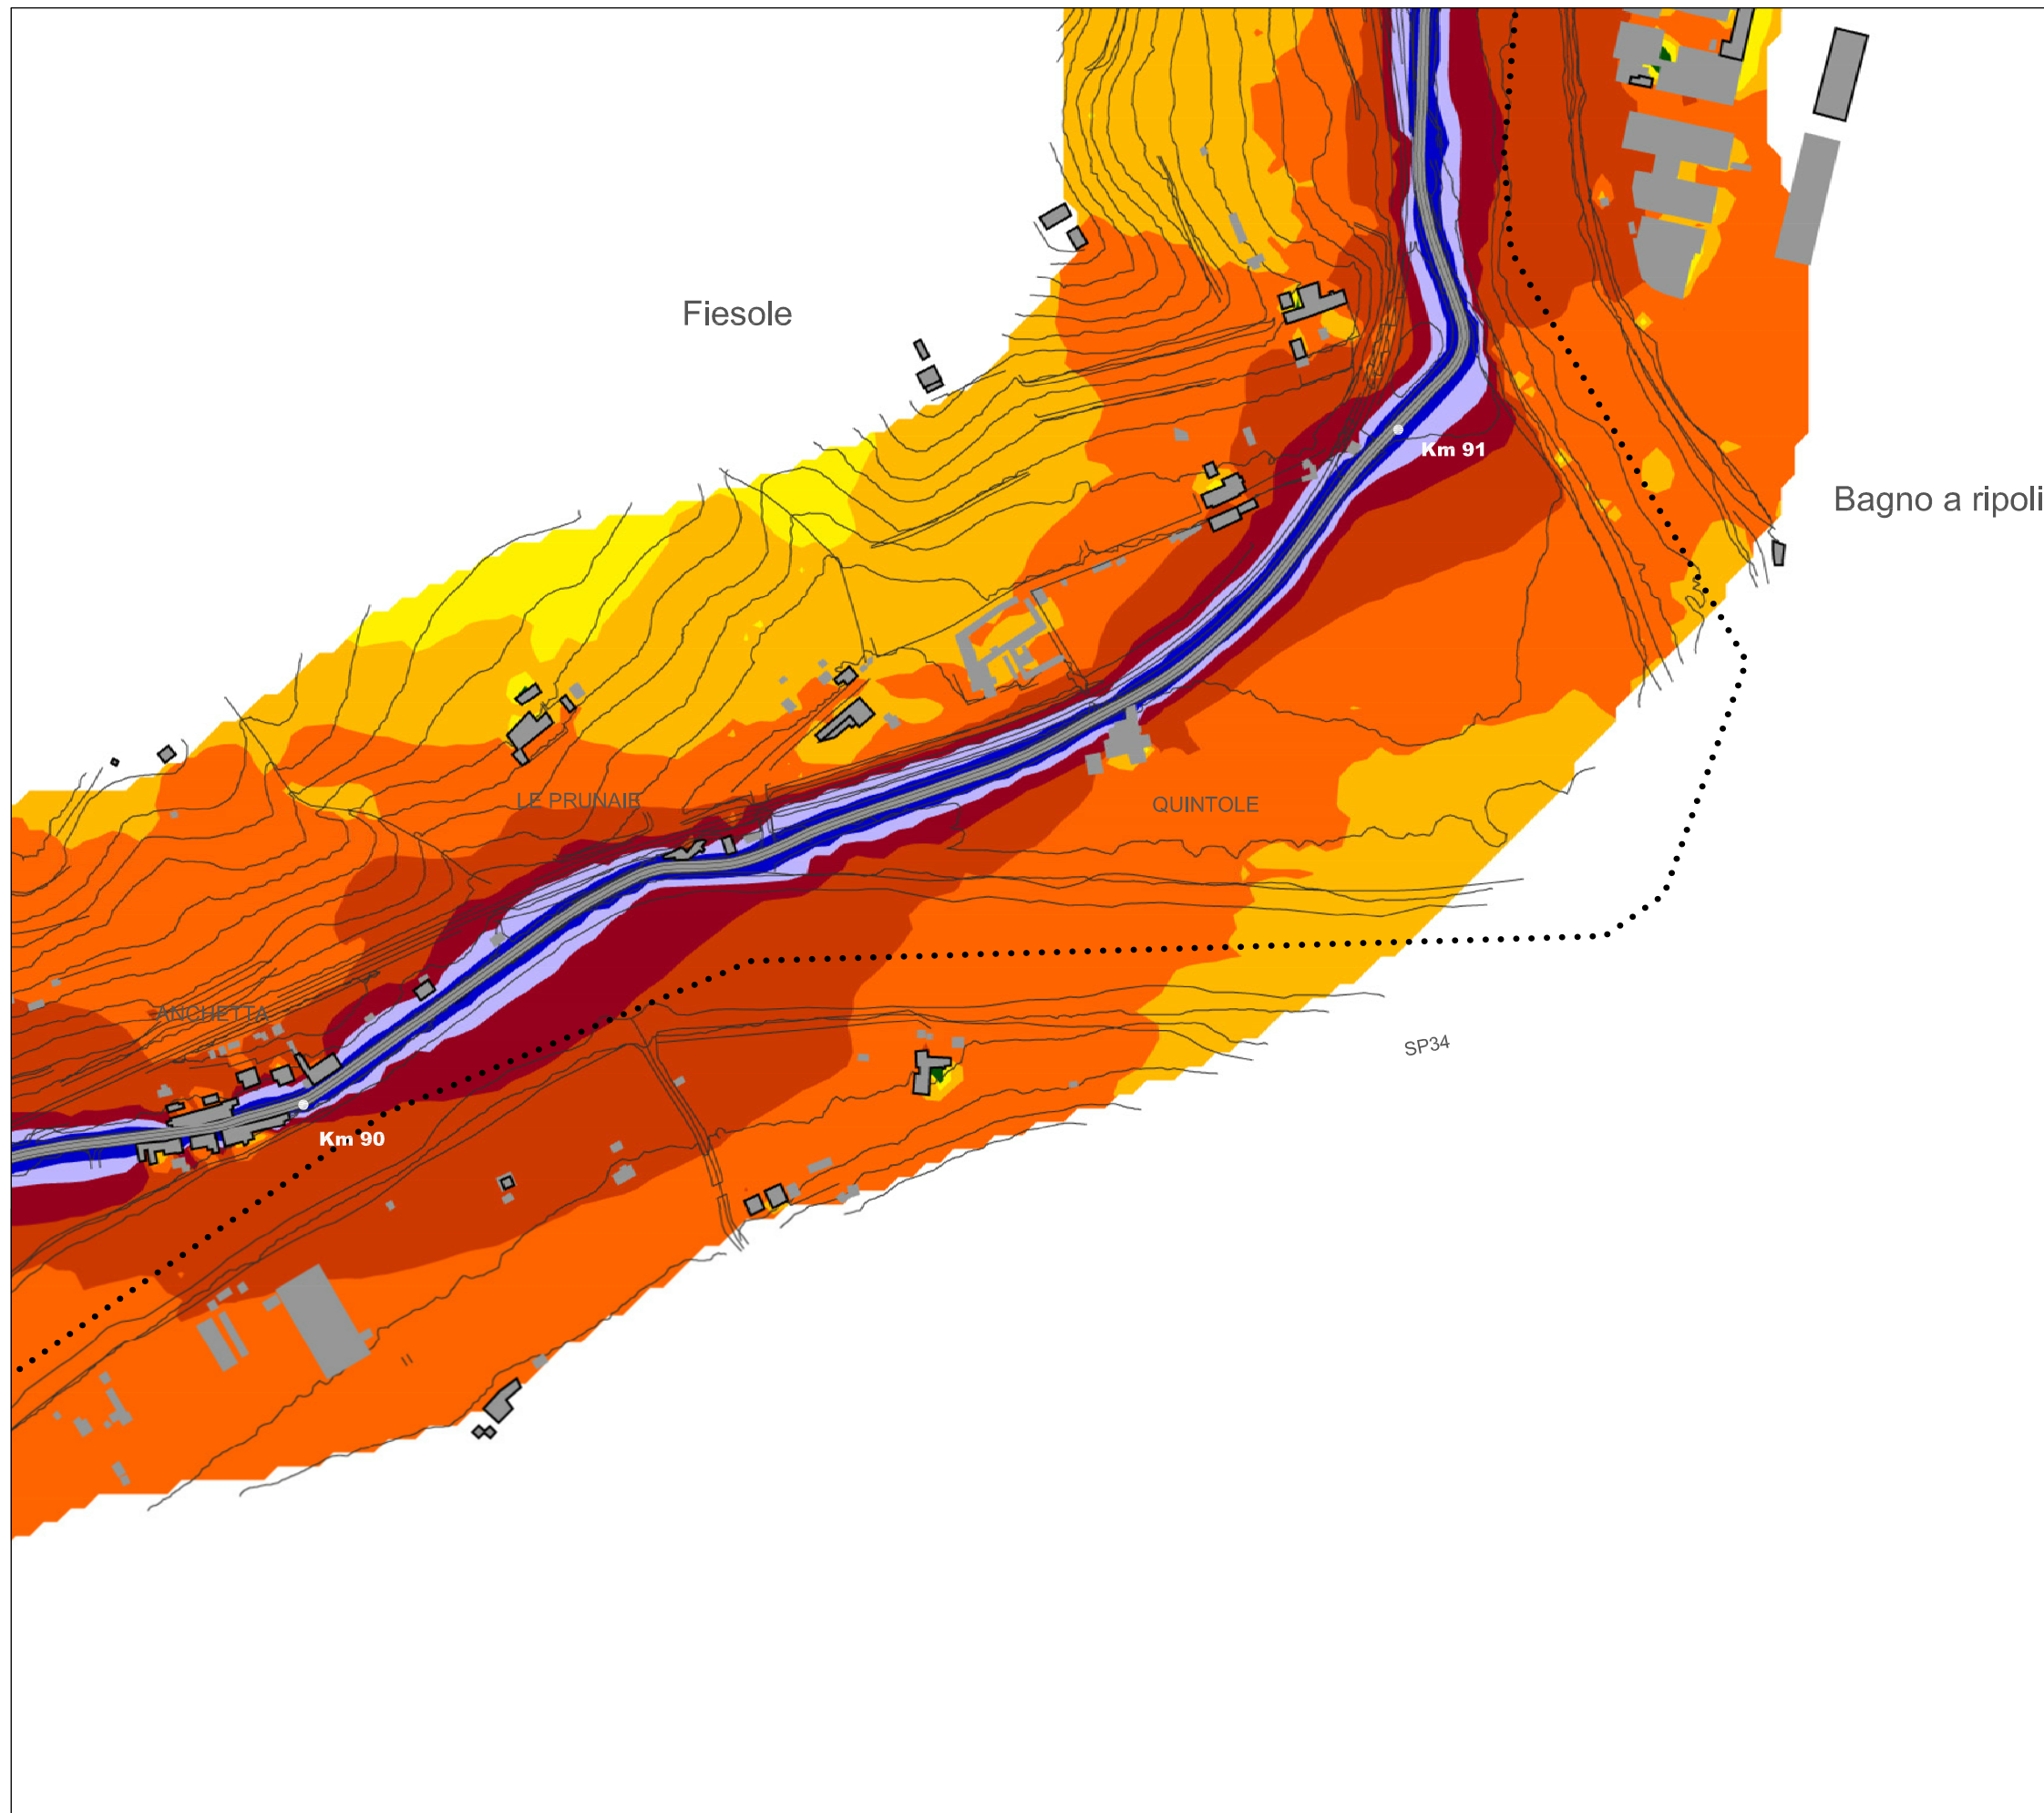 Fiesole
Km 91
Bagno a ripoli
LE PRUNAIE
QUINTOLE
ANCHETTA
SP34
Km 90